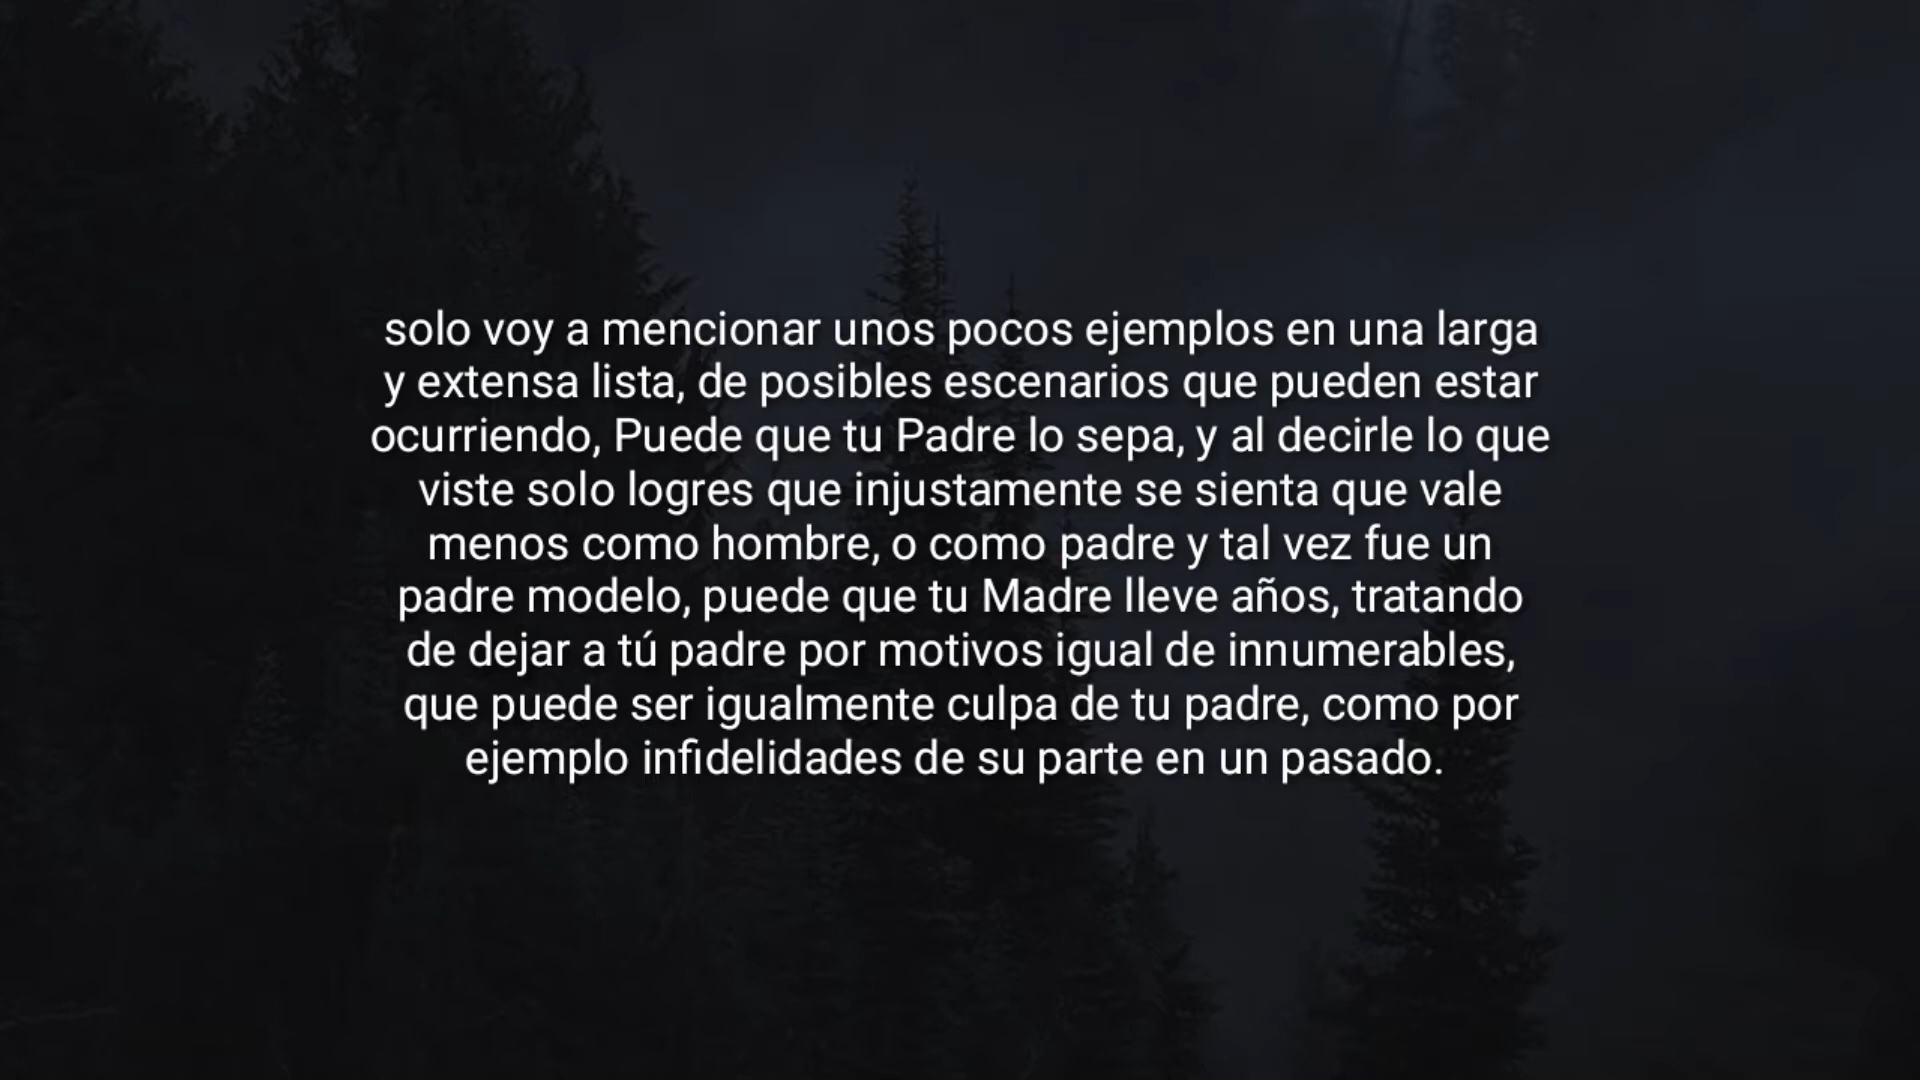 solo voy a mencionar unos pocos ejemplos en una larga
y extensa lista, de posibles escenarios que pueden estar
ocurriendo, Puede que tu Padre lo sepa, y al decirle lo que
viste solo logres que injustamente se sienta que vale
menos como hombre, o como padre y tal vez fue un
padre modelo, puede que tu Madre lleve años, tratando
de dejar a tú padre por motivos igual de innumerables,
que puede ser igualmente culpa de tu padre, como por
ejemplo infidelidades de su parte en un pasado.